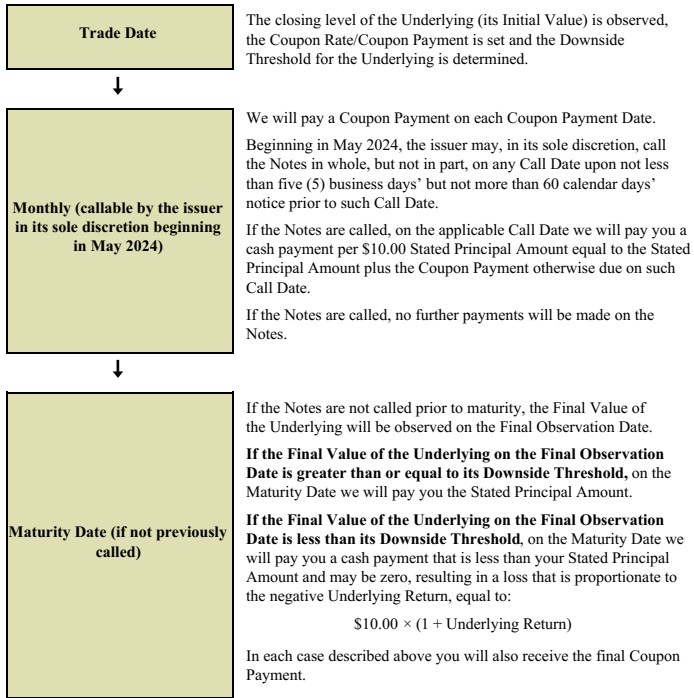 Trade Date
The closing level of the Underlying (its Initial Value) is observed,
the Coupon Rate/Coupon Payment is set and the Downside
Threshold for the Underlying is determined.
Monthly (callable by the issuer
in its sole discretion beginning
in May 2024)
We will pay a Coupon Payment on each Coupon Payment Date.
Beginning in May 2024, the issuer may, in its sole discretion, call
the Notes in whole, but not in part, on any Call Date upon not less
than five (5) business days’ but not more than 60 calendar days’
notice prior to such Call Date.
If the Notes are called, on the applicable Call Date we will pay you a
cash payment per $10.00 Stated Principal Amount equal to the Stated
Principal Amount plus the Coupon Payment otherwise due on such
Call Date.
If the Notes are called, no further payments will be made on the
Notes.
Maturity Date (if not previously
called)
If the Notes are not called prior to maturity, the Final Value of
the Underlying will be observed on the Final Observation Date.
If the Final Value of the Underlying on the Final Observation
Date is greater than or equal to its Downside Threshold, on the
Maturity Date we will pay you the Stated Principal Amount.
If the Final Value of the Underlying on the Final Observation
Date is less than its Downside Threshold, on the Maturity Date we
will pay you a cash payment that is less than your Stated Principal
Amount and may be zero, resulting in a loss that is proportionate to
the negative Underlying Return, equal to:
$10.00 × (1 + Underlying Return)
In each case described above you will also receive the final Coupon
Payment.